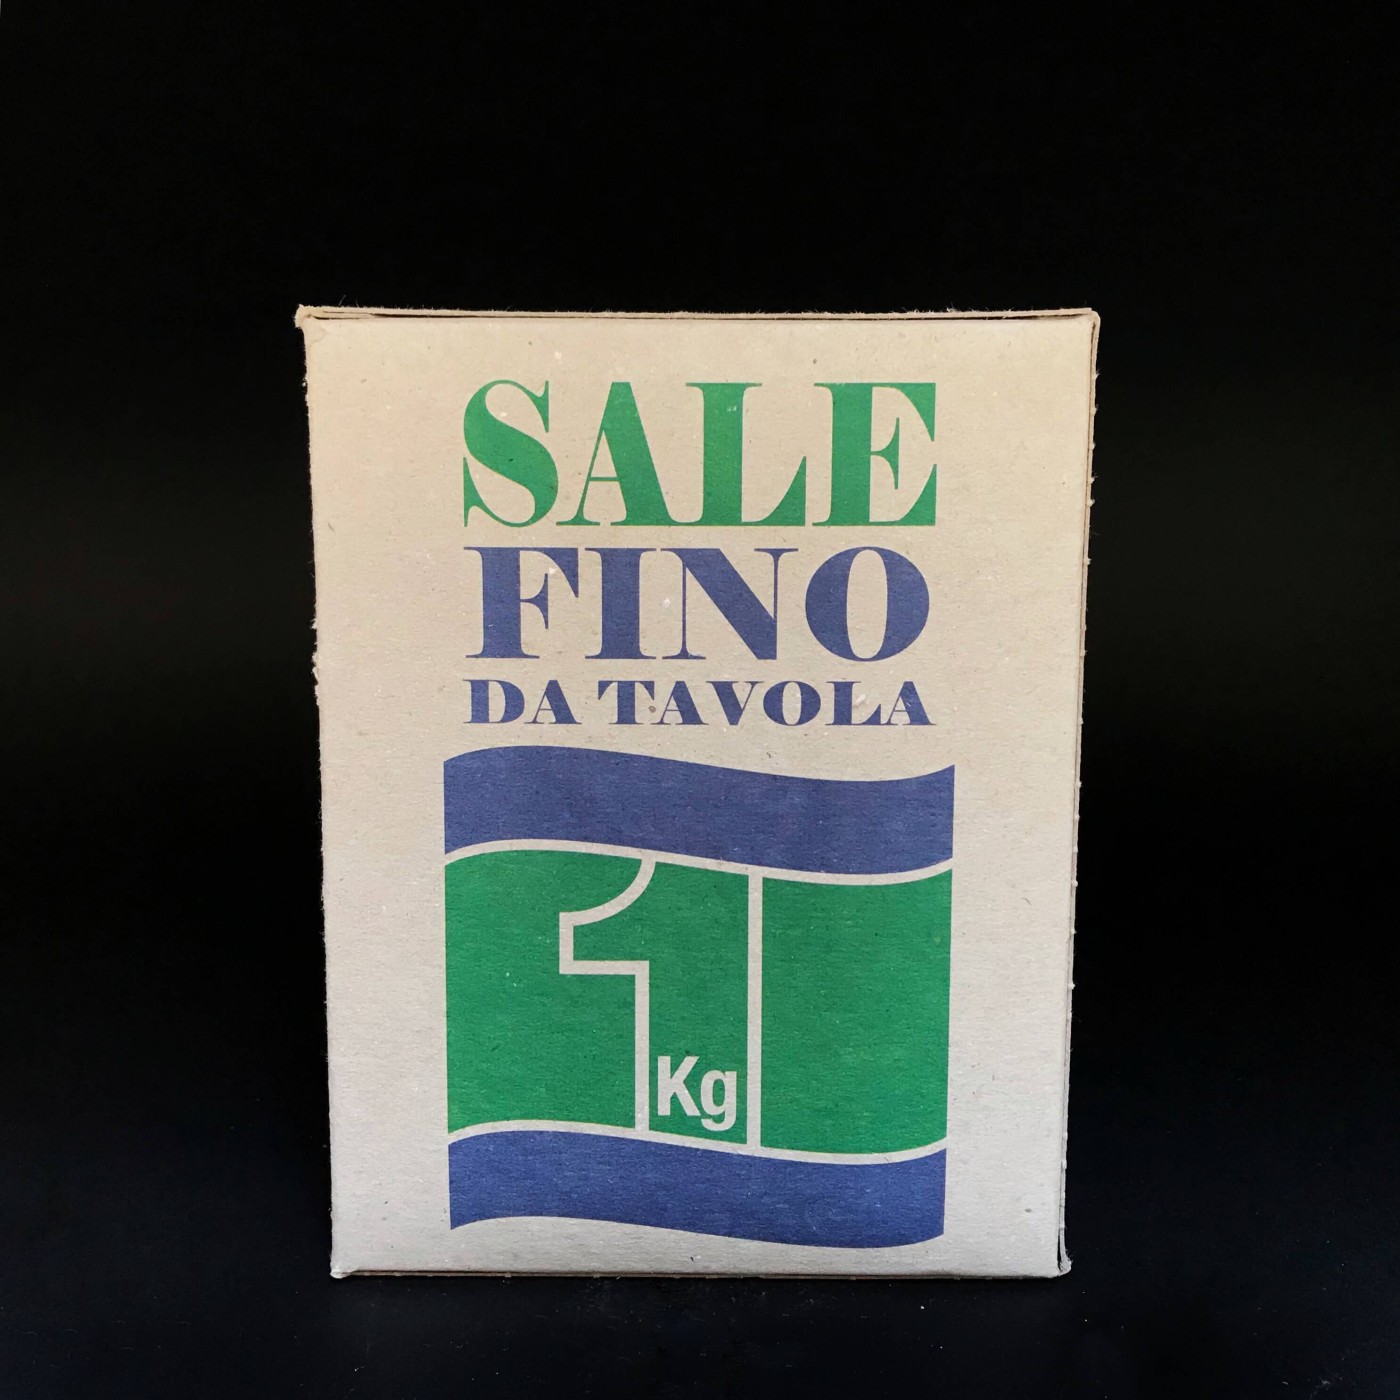 SALE
FINO
DA TAVOLA
1
Kg